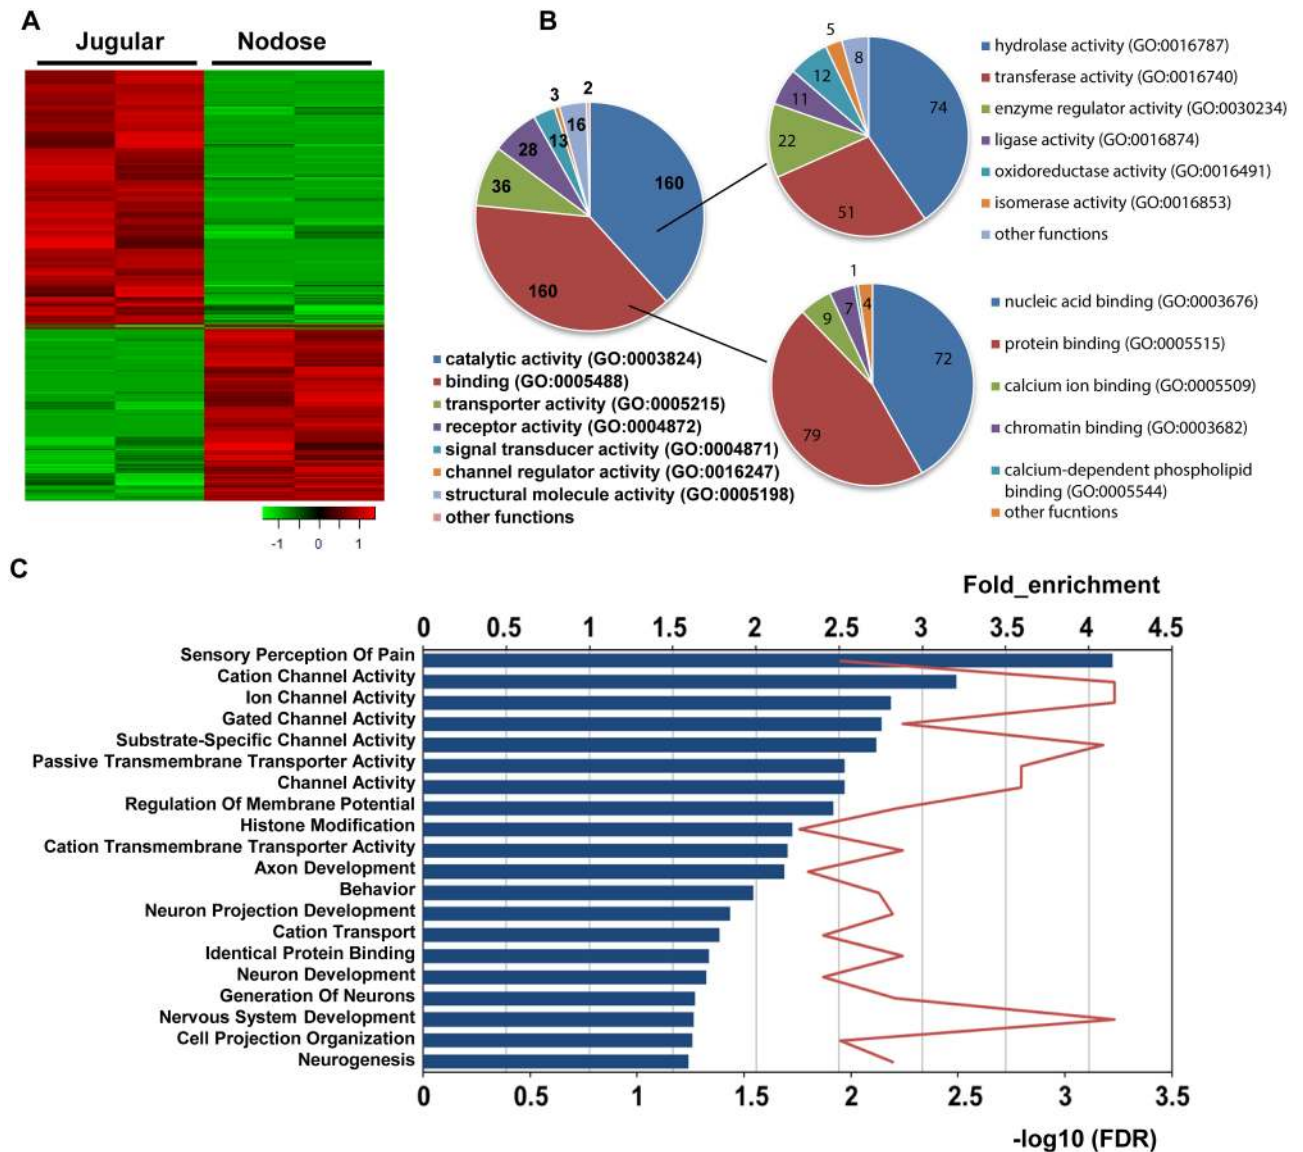 A
Jugular
Nodose
-1
0
1
B
160
160
36
28
13
3
16
2
catalytic activity (GO:0003824)
binding (GO:0005488)
transporter activity (GO:0005215)
receptor activity (GO:0004872)
signal transducer activity (GO:0004871)
channel regulator activity (GO:0016247)
structural molecule activity (GO:0005198)
other functions
74
51
22
11
12
5
8
hydrolase activity (GO:0016787)
transferase activity (GO:0016740)
enzyme regulator activity (GO:0030234)
ligase activity (GO:0016874)
oxidoreductase activity (GO:0016491)
isomerase activity (GO:0016853)
other functions
72
79
9
7
1
4
nucleic acid binding (GO:0003676)
protein binding (GO:0005515)
calcium ion binding (GO:0005509)
chromatin binding (GO:0003682)
calcium-dependent phospholipid
binding (GO:0005544)
other fucntions
C
Fold_enrichment
0 0.5 1 1.5 2 2.5 3 3.5 4 4.5
Sensory Perception Of Pain
Cation Channel Activity
Ion Channel Activity
Gated Channel Activity
Substrate-Specific Channel Activity
Passive Transmembrane Transporter Activity
Channel Activity
Regulation Of Membrane Potential
Histone Modification
Cation Transmembrane Transporter Activity
Axon Development
Behavior
Neuron Projection Development
Cation Transport
Identical Protein Binding
Neuron Development
Generation Of Neurons
Nervous System Development
Cell Projection Organization
Neurogenesis
0 0.5 1 1.5 2 2.5 3 3.5
-log10 (FDR)